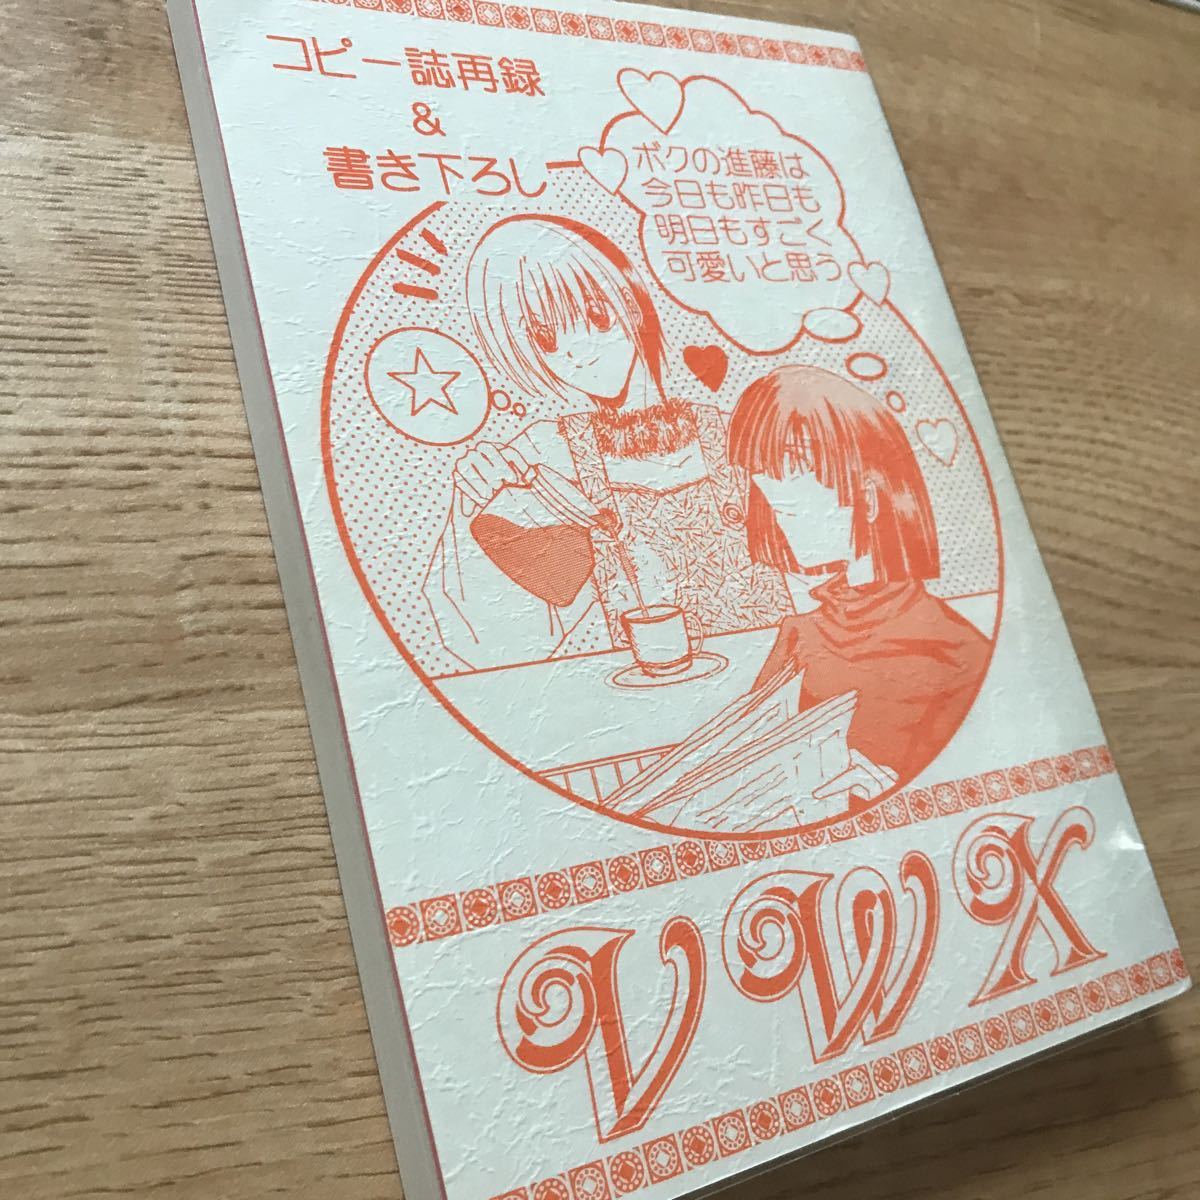 コピー誌再録
&
書き下ろし
ボクの進藤は
今日も昨日も
明日もすごく
可愛いと思う
VWX